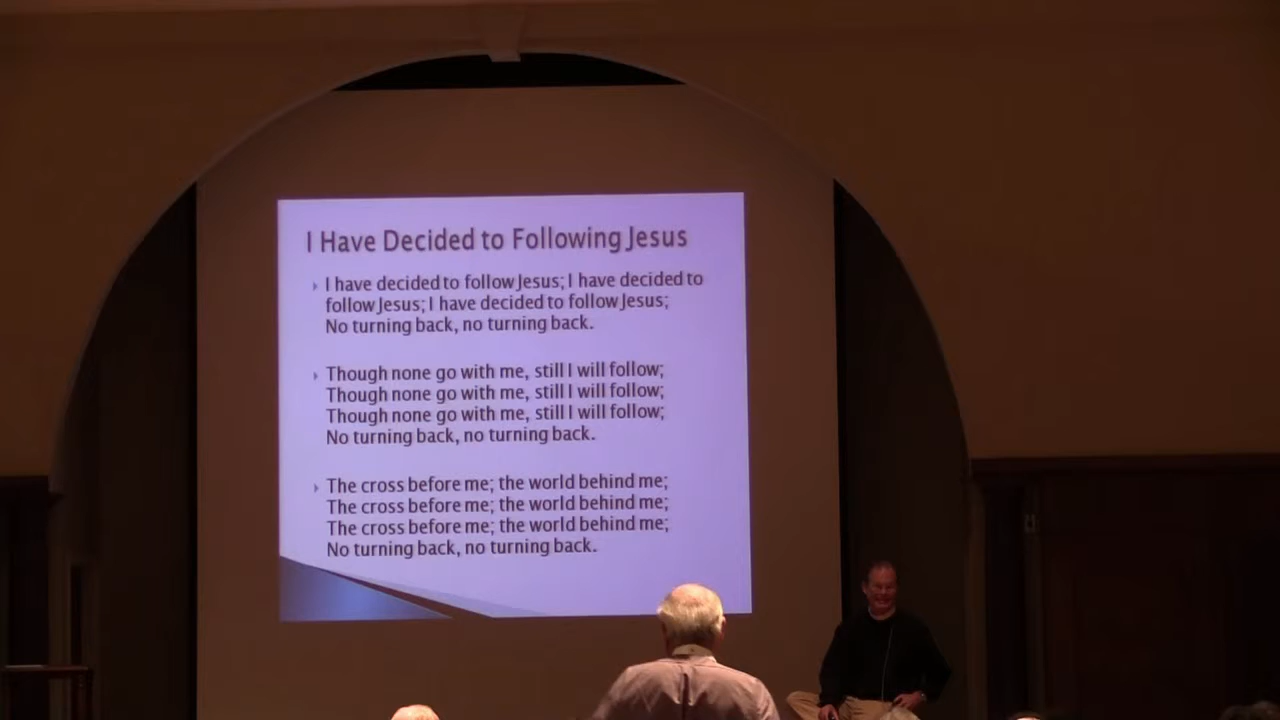 I Have Decided to Following Jesus
I have decided to follow Jesus; I have decided to
follow Jesus; I have decided to follow Jesus;
No turning back, no turning back.
Though none go with me, still I will follow;
Though none go with me, still I will follow;
Though none go with me, still I will follow;
No turning back, no turning back.
The cross before me; the world behind me;
The cross before me; the world behind me;
The cross before me; the world behind me;
No turning back, no turning back.